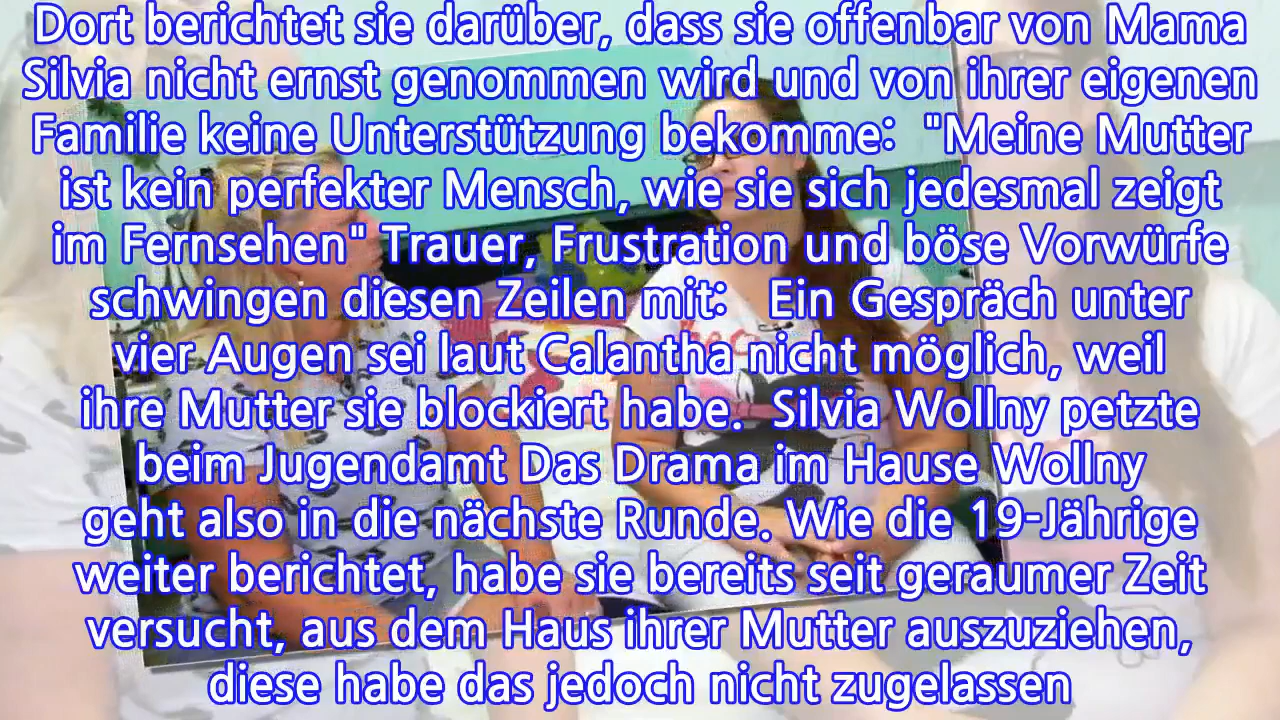 Dort berichtet sie darüber, dass sie offenbar von Mama
Silvia nicht ernst genommen wird und von ihrer eigenen
Familie keine Unterstützung bekomme: "Meine Mutter
ist kein perfekter Mensch, wie sie sich jedesmal zeigt
im Fernsehen" Trauer, Frustration und böse Vorwürfe
schwingen diesen Zeilen mit: Ein Gespräch unter
vier Augen sei laut Calantha nicht möglich, weil
ihre Mutter sie blockiert habe. Silvia Wollny petzte
beim Jugendamt Das Drama im Hause Wollny
geht also in die nächste Runde. Wie die 19-Jährige
weiter berichtet, habe sie bereits seit geraumer Zeit
versucht, aus dem Haus ihrer Mutter auszuziehen,
diese habe das jedoch nicht zugelassen